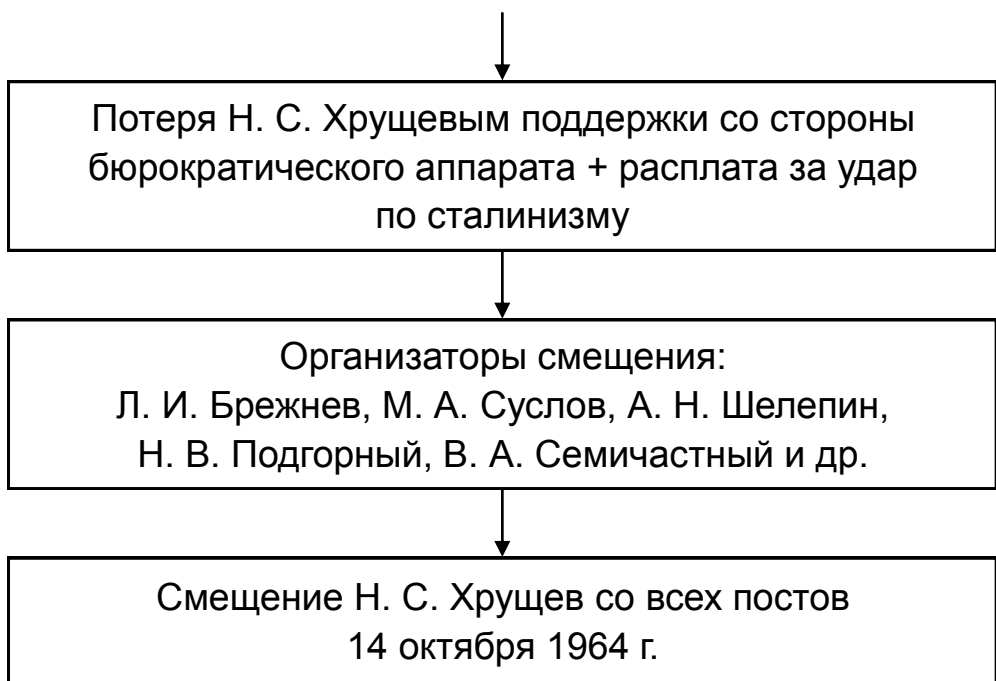 Потеря Н. С. Хрущевым поддержки со стороны
бюрократического аппарата + расплата за удар
по сталинизму
Организаторы смещения:
Л. И. Брежнев, М. А. Суслов, А. Н. Шелепин,
Н. В. Подгорный, В. А. Семичастный и др.
Смещение Н. С. Хрущев со всех постов
14 октября 1964 г.